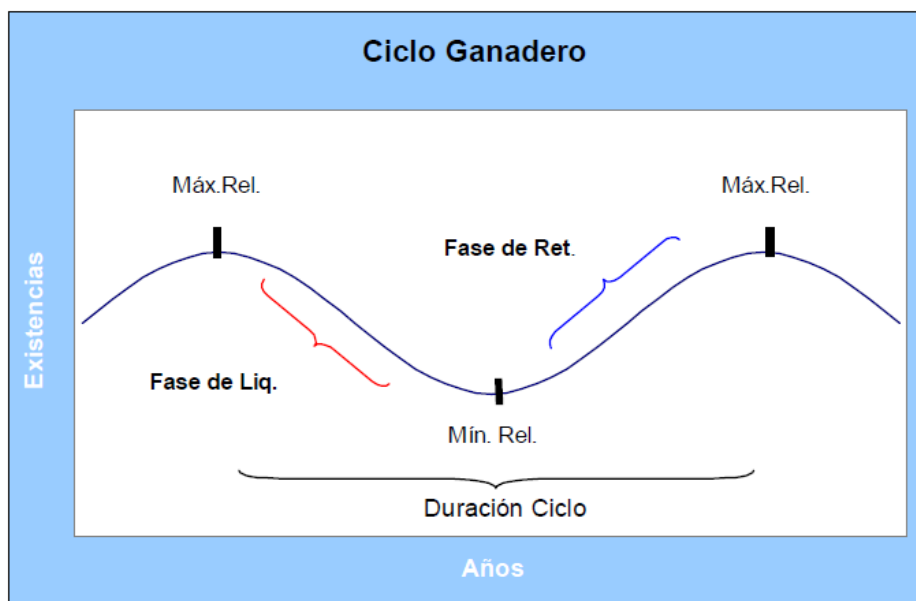 Ciclo Ganadero
Máx.Rel.
Máx.Rel.
Fase de Ret.
Existencias
Fase de Liq.
Mín. Rel.
Duración Ciclo
Años